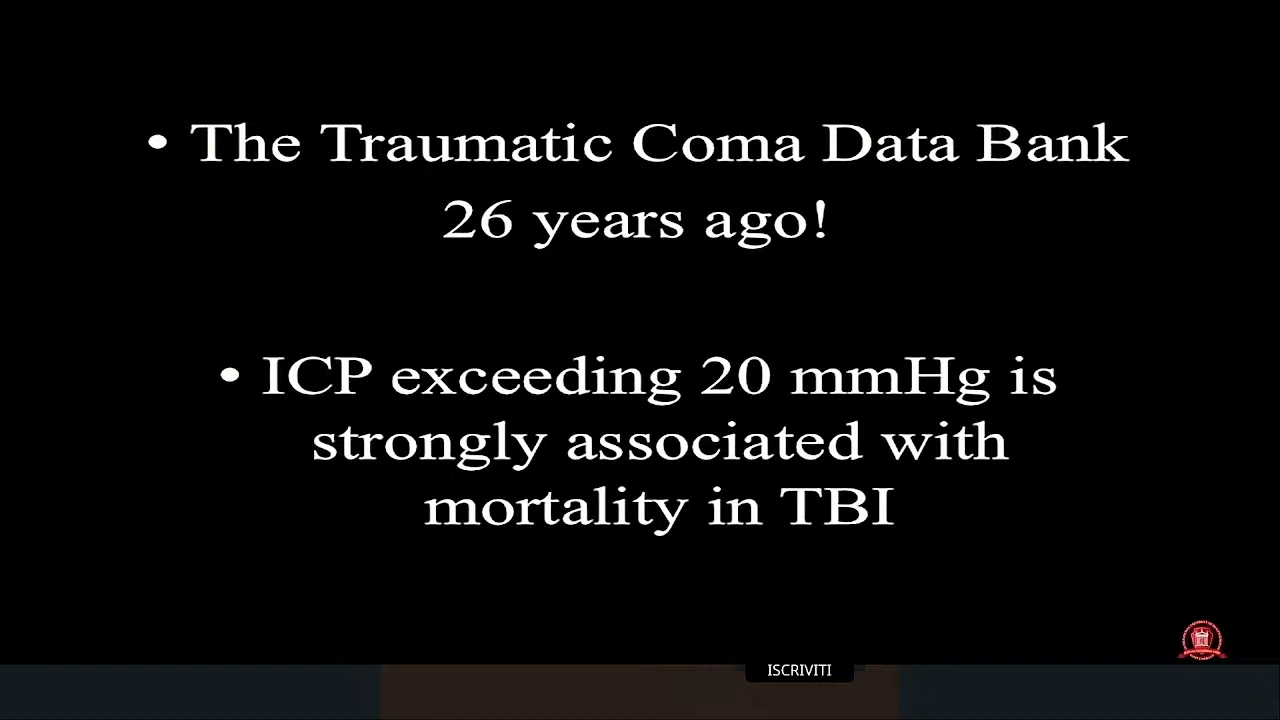 • The Traumatic Coma Data Bank
26 years ago!
• ICP exceeding 20 mmHg is
strongly associated with
mortality in TBI
ISCRIVITI